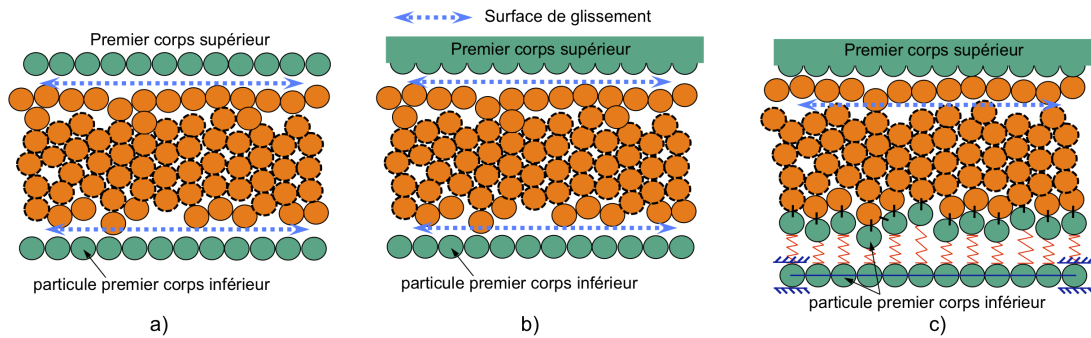 Surface de glissement
Premier corps supérieur
Premier corps supérieur
Premier corps supérieur
particule premier corps inférieur
particule premier corps inférieur
particule premier corps inférieur
a)
b)
c)